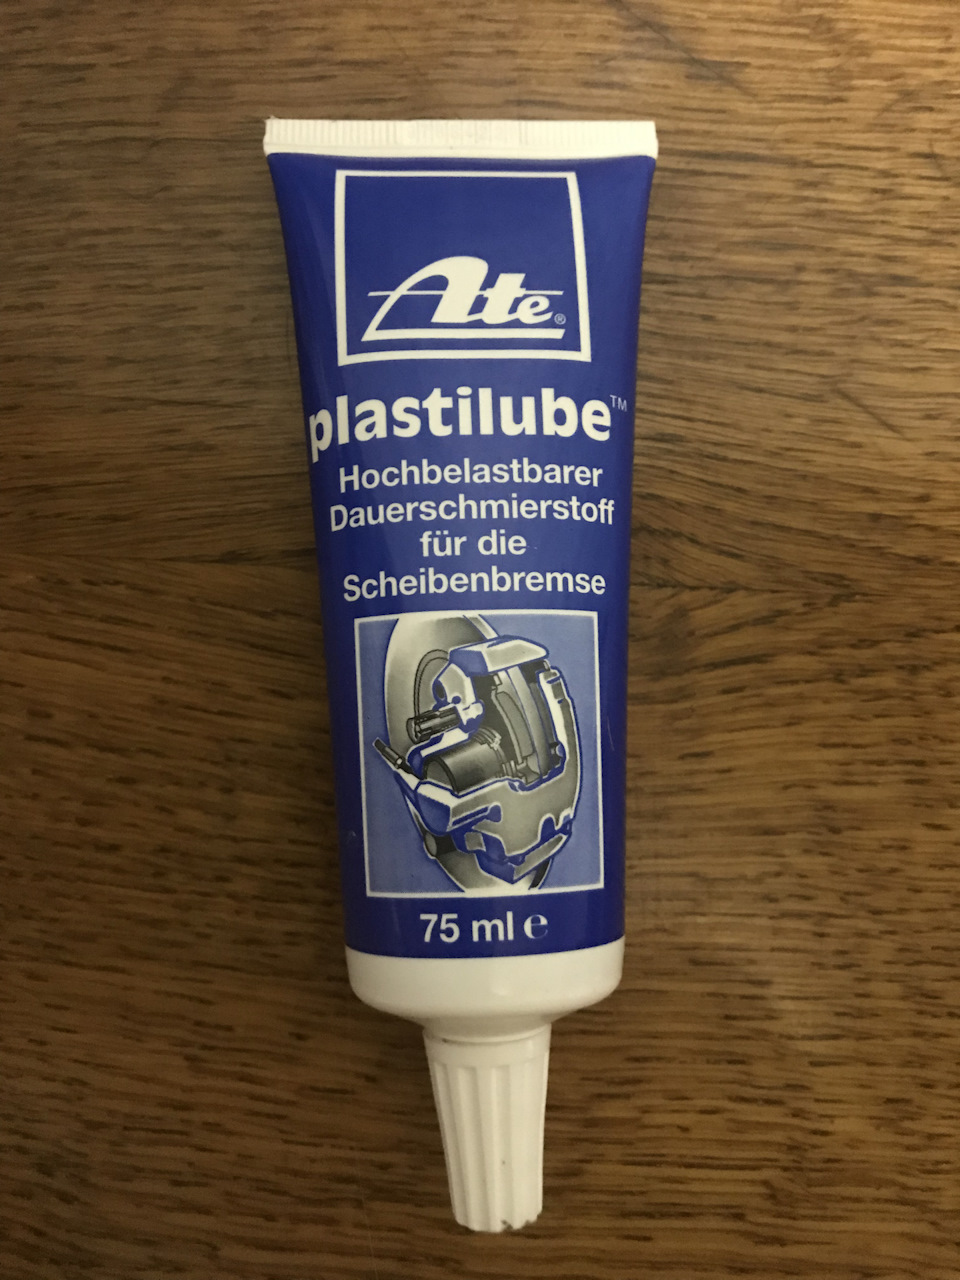 Ate®
plastilube™
Hochbelastbarer
Dauerschmierstoff
für die
Scheibenbremse
75 ml ℮